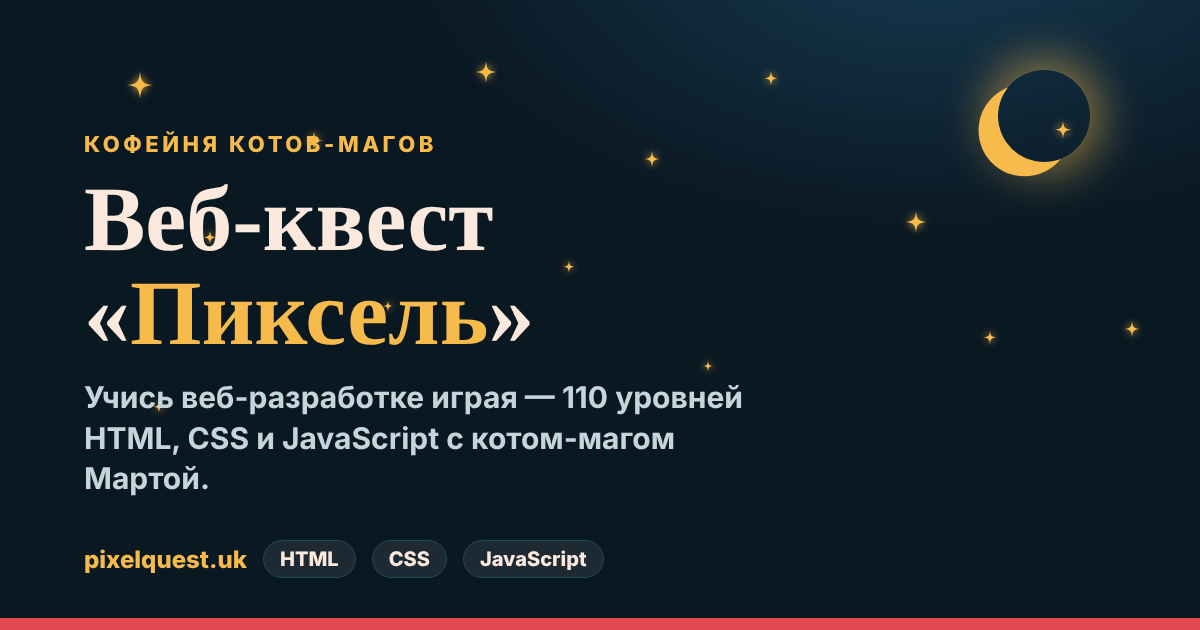 КОФЕЙНЯ КОТОВ-МАГОВ
Веб-квест
«Пиксель»
Учись веб-разработке играя — 110 уровней
HTML, CSS и JavaScript с котом-магом
Мартой.
pixelquest.uk HTML CSS JavaScript